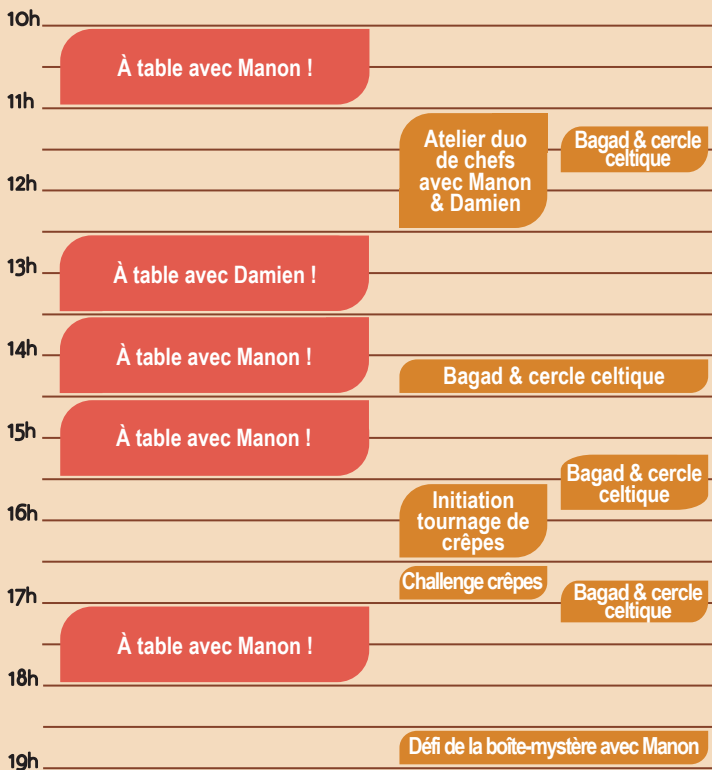 10h
À table avec Manon !
11h
Atelier duo
de chefs
avec Manon
& Damien
Bagad & cercle
celtique
12h
13h
À table avec Damien !
14h
À table avec Manon !
Bagad & cercle celtique
15h
À table avec Manon !
Bagad & cercle
celtique
16h
Initiation
tournage de
crêpes
Challenge crêpes
17h
Bagad & cercle
celtique
À table avec Manon !
18h
Défi de la boîte-mystère avec Manon
19h